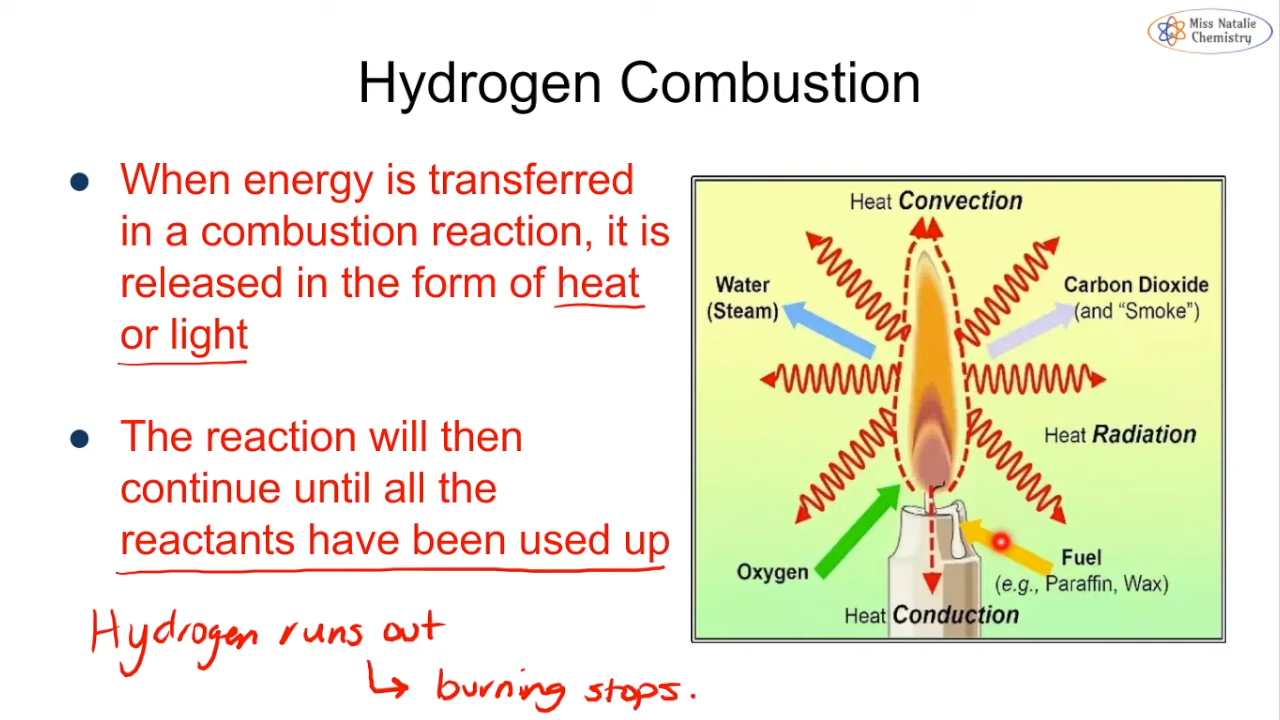 Miss Natalie
Chemistry
Hydrogen Combustion
● When energy is transferred
in a combustion reaction, it is
released in the form of heat
or light
● The reaction will then
continue until all the
reactants have been used up
Hydrogen runs out
↳ burning stops.
Heat Convection
Water
(Steam)
Carbon Dioxide
(and “Smoke”)
Heat Radiation
Oxygen
Fuel
(e.g., Paraffin, Wax)
Heat Conduction